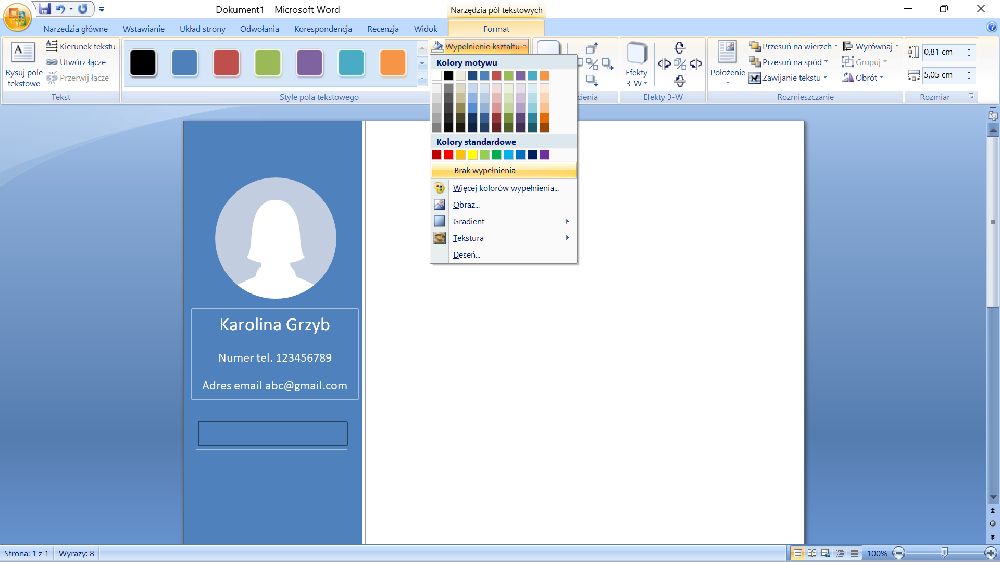 Dokument1 - Microsoft Word
Narzędzia pól tekstowych
Narzędzia główne
Wstawianie
Układ strony
Odwołania
Korespondencja
Recenzja
Widok
Format
Rysuj pole tekstowe
Kierunek tekstu
Utwórz łącze
Przerwij łącze
Tekst
Style pola tekstowego
Wypełnienie kształtu
Kolory motywu
Kolory standardowe
Brak wypełnienia
Więcej kolorów wypełnienia...
Obraz...
Gradient
Tekstura
Deseń...
cienia
Efekty
3-W
Efekty 3-W
Położenie
Przesuń na wierzch
Przesuń na spód
Zawijanie tekstu
Wyrównaj
Grupuj
Obrót
Rozmieszczanie
0,81 cm
5,05 cm
Rozmiar
Karolina Grzyb
Numer tel. 123456789
Adres email abc@gmail.com
Strona: 1 z 1
Wyrazy: 8
100%